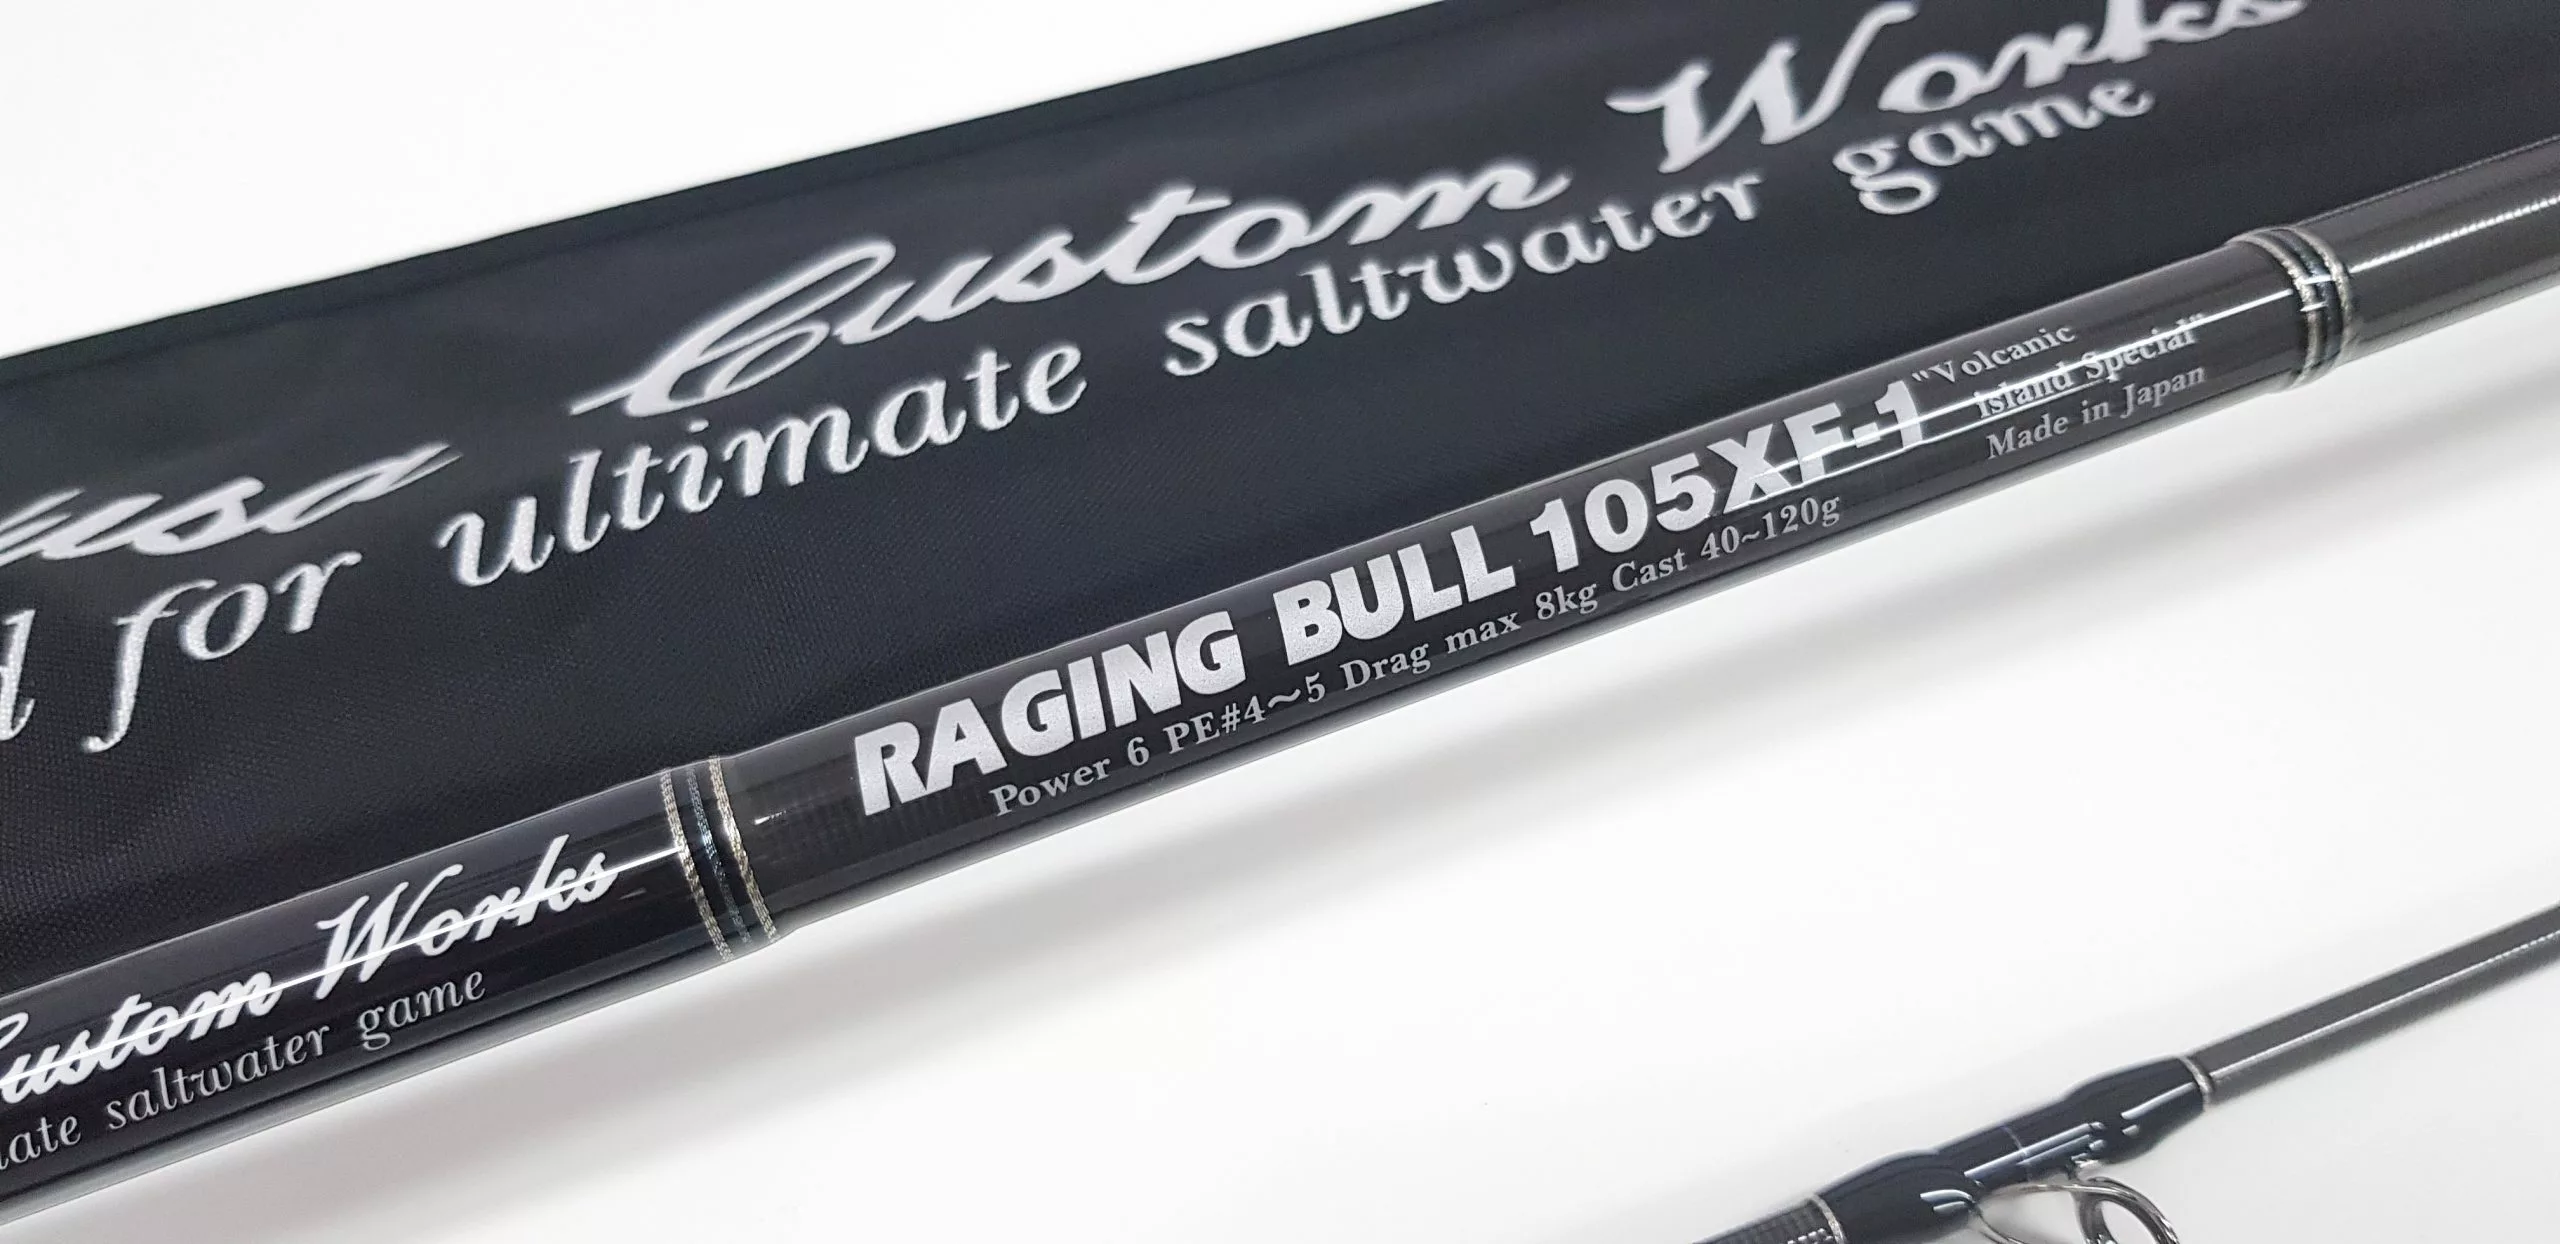 Custom Works
for ultimate saltwater game
RAGING BULL 105XF-1
"Volcanic
Island Special"
Made in Japan
Power 6 PE#4～5 Drag max 8kg Cast 40~120g
Custom Works
saltwater game